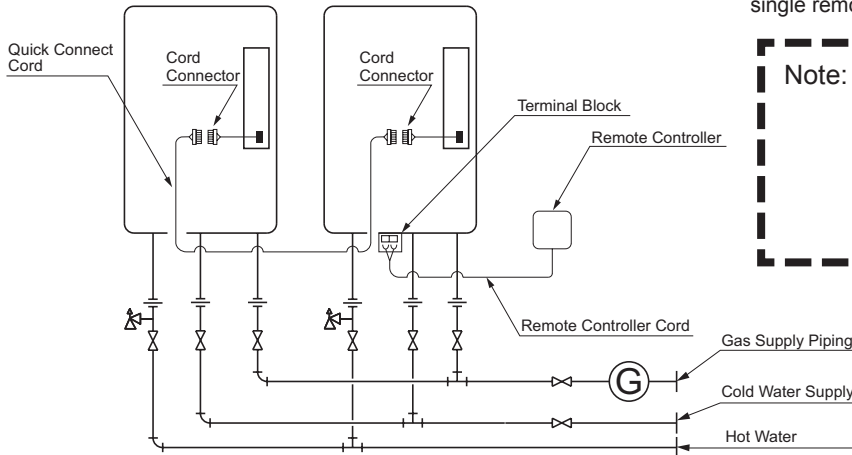 single remo
Quick Connect
Cord
Cord
Connector
Cord
Connector
Note:
Terminal Block
Remote Controller
Remote Controller Cord
Gas Supply Piping
G
Cold Water Supply
Hot Water